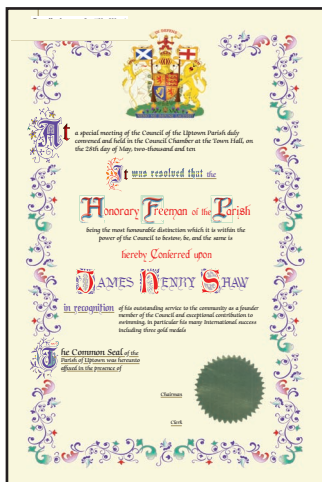 At a special meeting of the Council of the Uptown Parish duly
convened and held in the Council Chamber at the Town Hall, on
the 28th day of May, two-thousand and ten
It was resolved that the
Honorary Freeman of the Parish
being the most honourable distinction which it is within the
power of the Council to bestow, be, and the same is
hereby Conferred upon
JAMES HENRY SHAW
in recognition of his outstanding service to the community as a founder
member of the Council and exceptional contribution to
swimming, in particular his many International success
including three gold medals
The Common Seal of the
Parish of Uptown was hereunto
affixed in the presence of
Chairman
Clerk